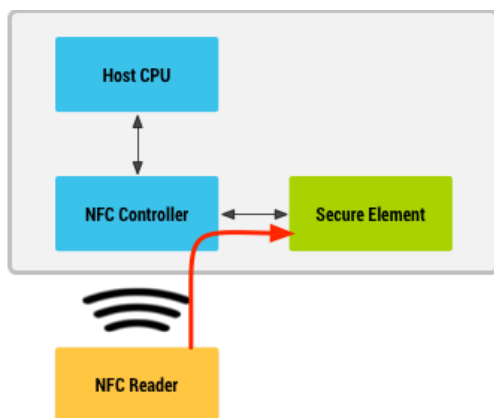 Host CPU
NFC Controller
Secure Element
NFC Reader